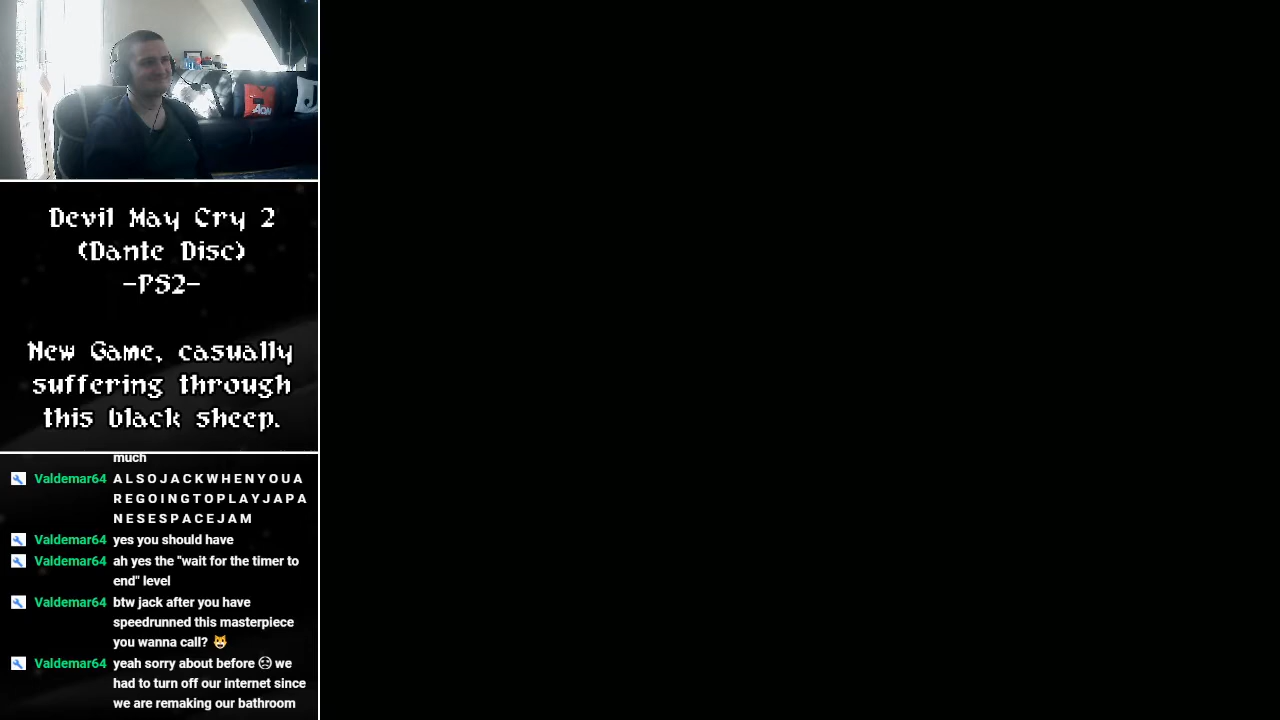 Devil May Cry 2
(Dante Disc)
-PS2-
New Game, casually
suffering through
this black sheep.
much
Valdemar64 A L S O J A C K W H E N Y O U A
R E G O I N G T O P L A Y J A P A
N E S E S P A C E J A M
Valdemar64 yes you should have
Valdemar64 ah yes the "wait for the timer to
end" level
Valdemar64 btw jack after you have
speedrunned this masterpiece
you wanna call? 😺
Valdemar64 yeah sorry about before ☹ we
had to turn off our internet since
we are remaking our bathroom